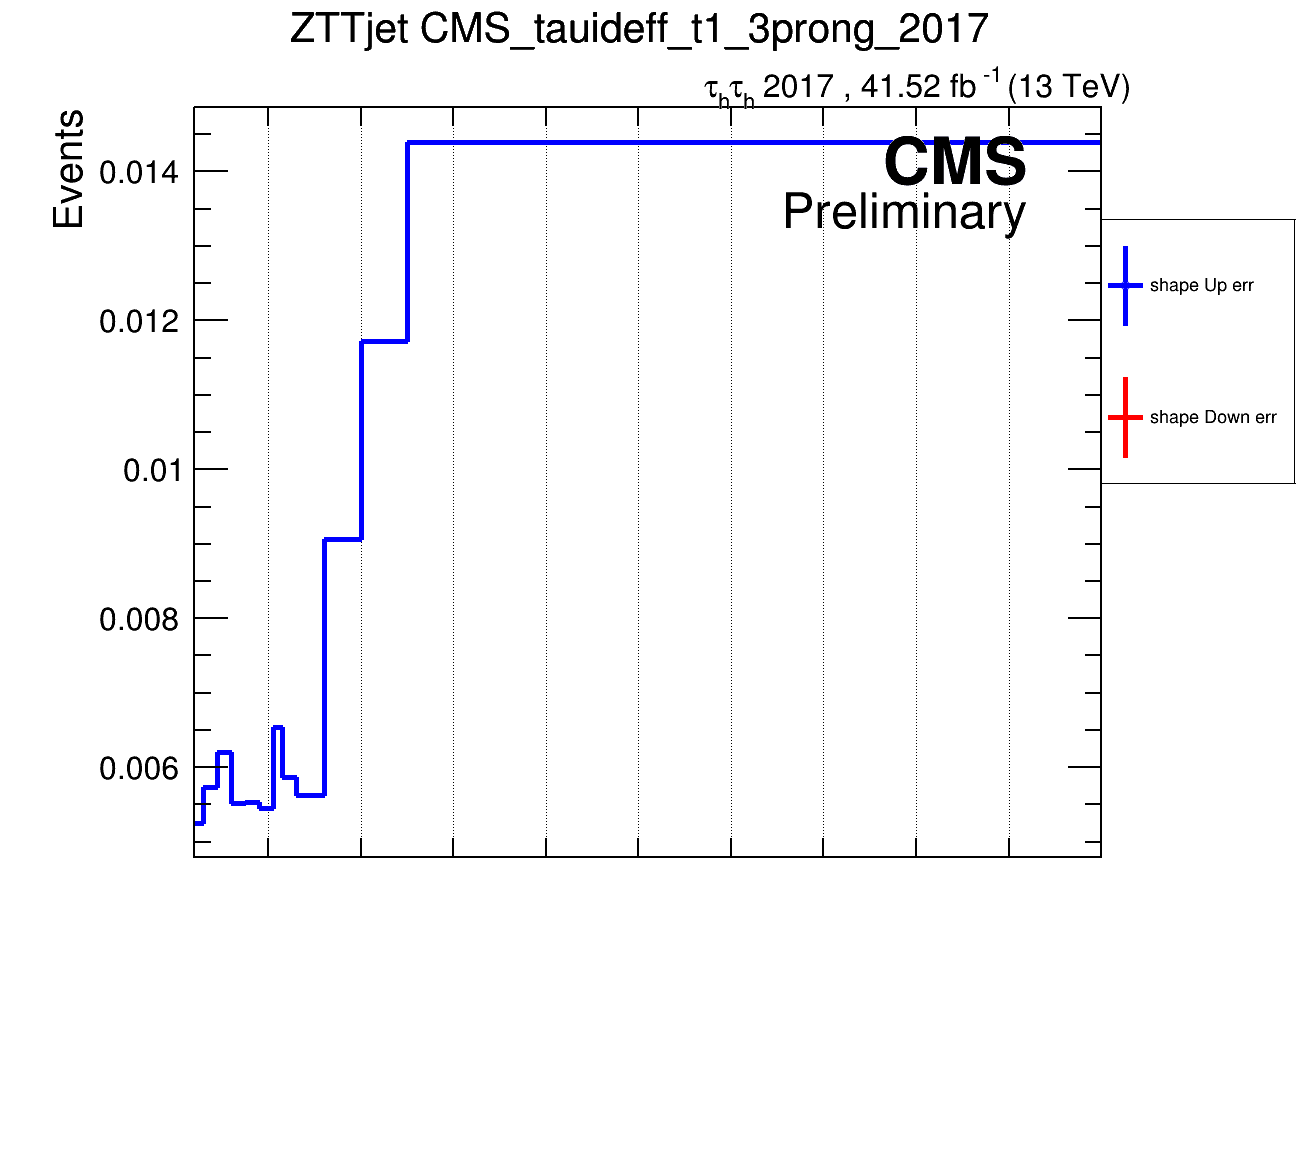 ZTTjet CMS_tauideff_t1_3prong_2017
τhτh 2017 , 41.52 fb-1 (13 TeV)
Events
CMS
Preliminary
0.014
0.012
0.01
0.008
0.006
shape Up err
shape Down err